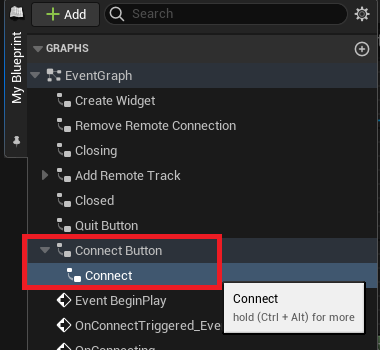 + Add
Search
My Blueprint
GRAPHS
EventGraph
Create Widget
Remove Remote Connection
Closing
Add Remote Track
Closed
Quit Button
Connect Button
Connect
Connect
hold (Ctrl + Alt) for more
Event BeginPlay
OnConnectTriggered_Eve
OnConnecting